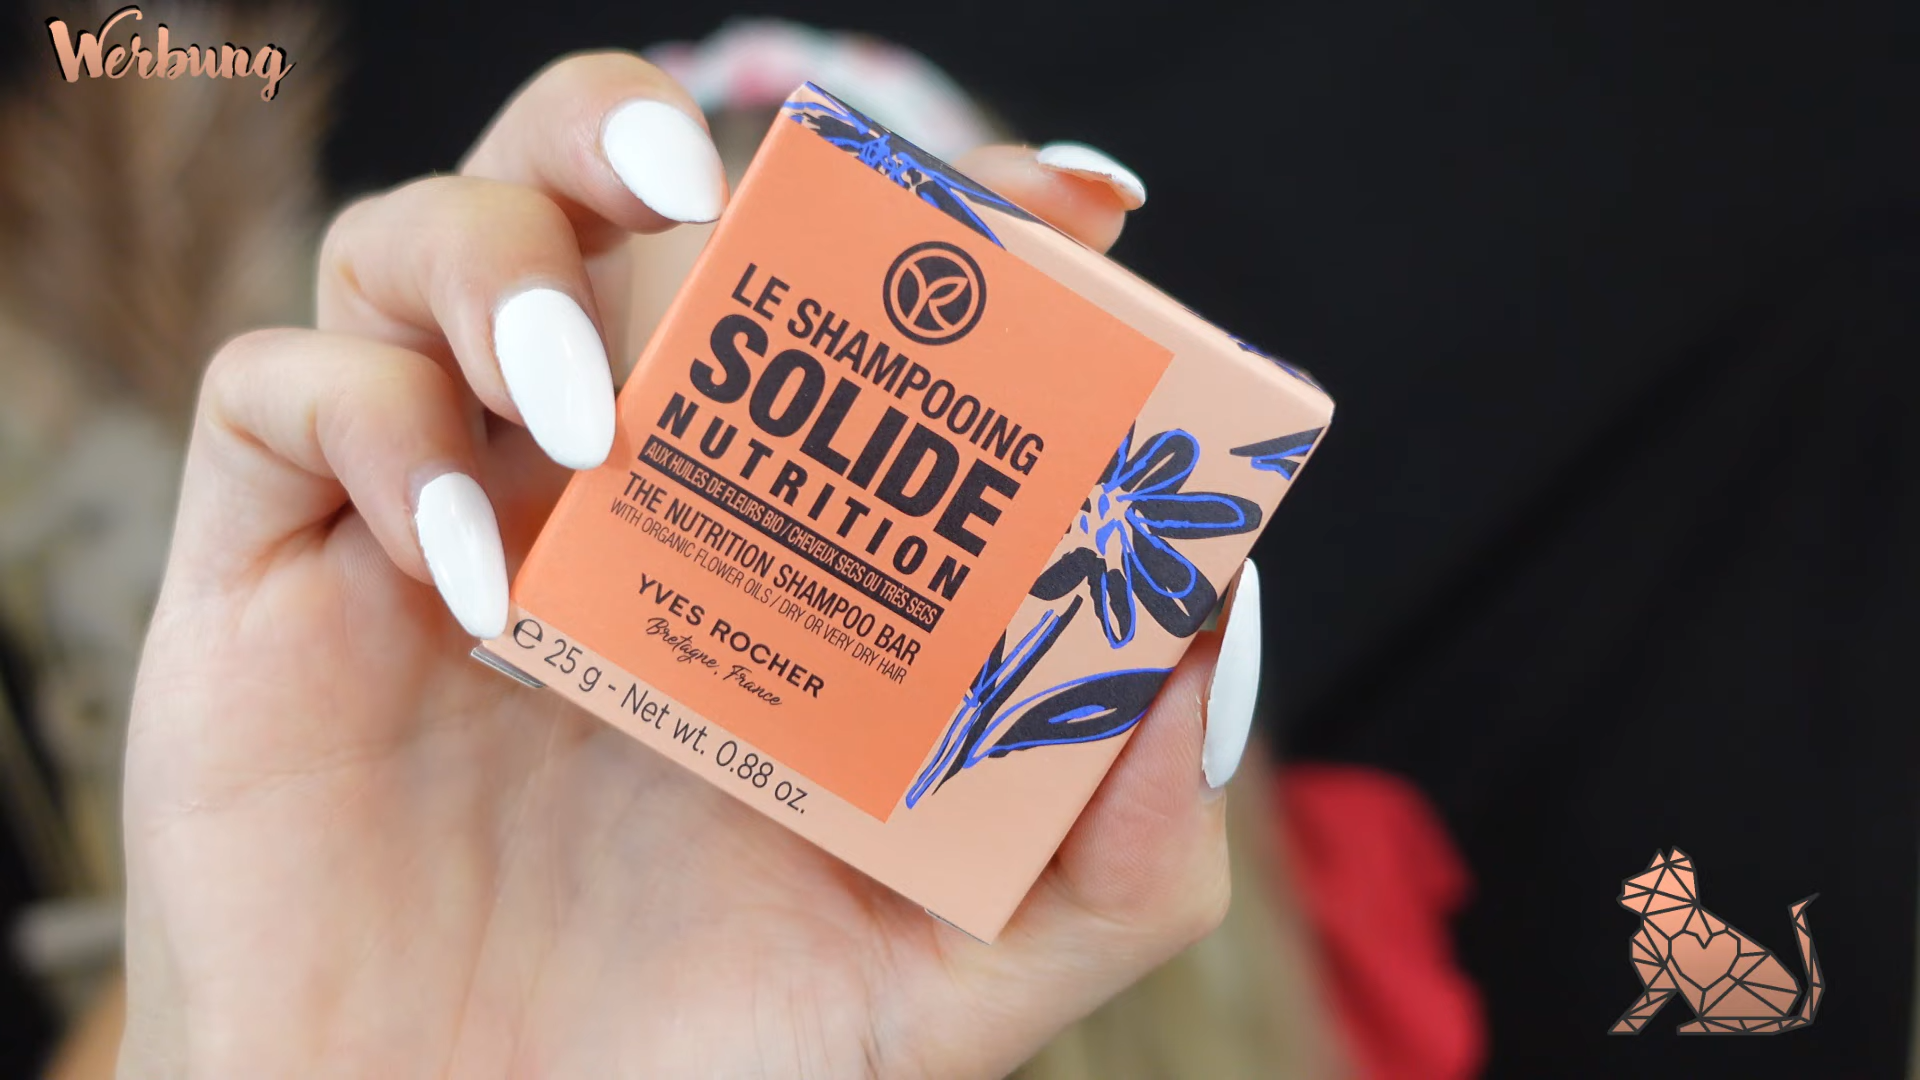 Werbung
LE SHAMPOOING
SOLIDE
NUTRITION
AUX HUILES DE FLEURS BIO / CHEVEUX SECS OU TRÈS SECS
THE NUTRITION SHAMPOO BAR
WITH ORGANIC FLOWER OILS / DRY OR VERY DRY HAIR
YVES ROCHER
Bretagne, France
℮ 25 g - Net wt. 0.88 oz.